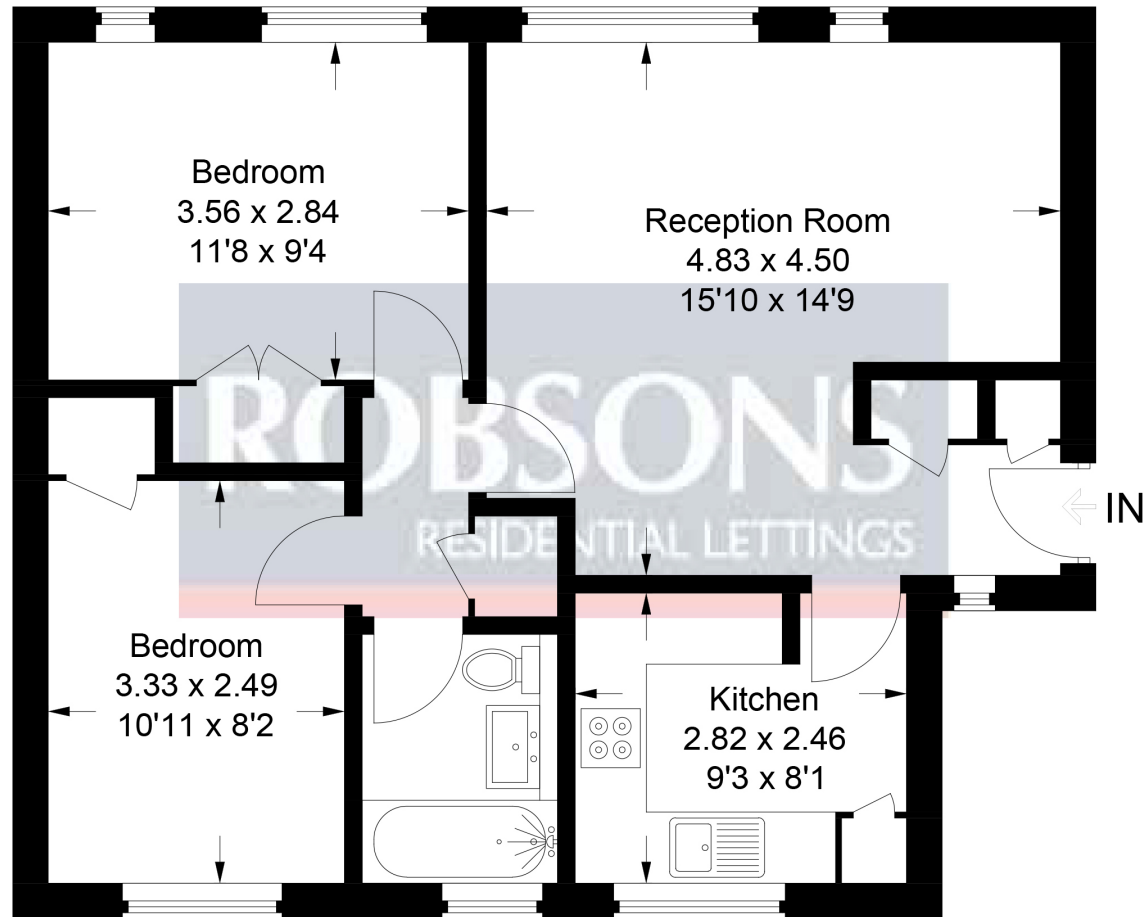 Bedroom
3.56 x 2.84
11'8 x 9'4
Reception Room
4.83 x 4.50
15'10 x 14'9
ROBSONS
RESIDENTIAL LETTINGS
IN
Bedroom
3.33 x 2.49
10'11 x 8'2
Kitchen
2.82 x 2.46
9'3 x 8'1